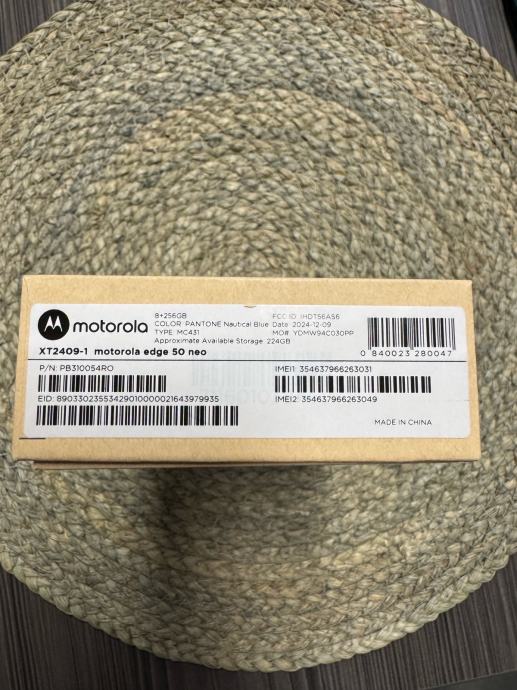 motorola
8+256GB
COLOR: PANTONE Nautical Blue
TYPE: MC431
Approximate Available Storage: 224GB
FCC ID: IHDT56AS6
Date: 2024-12-09
MO#: YDMW94C030PP
0 840023 280047
XT2409-1 motorola edge 50 neo
P/N: PB310054RO
EID: 89033023553429010000021643979935
IMEI1: 354637966263031
IMEI2: 354637966263049
MADE IN CHINA